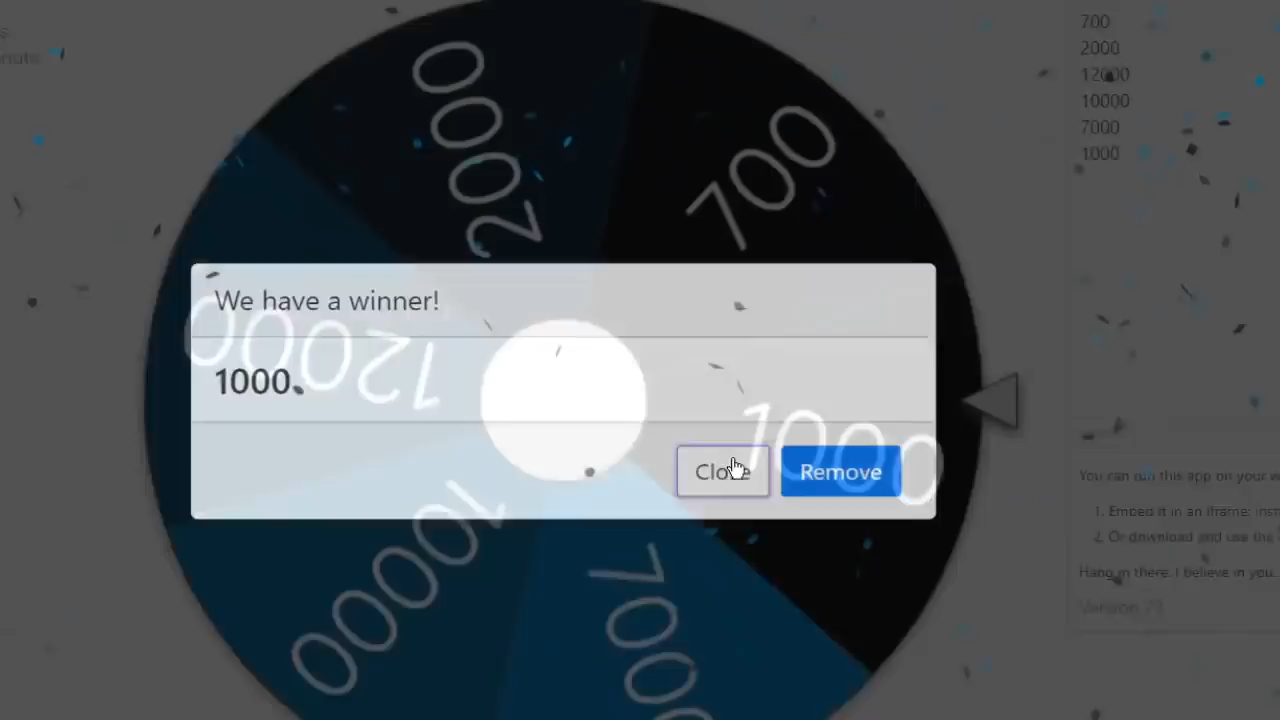 700
2000
12000
10000
7000
1000
2000
700
We have a winner!
12000
1000
1000
Close
Remove
10000
You can run this app on your
1. Embed it in an iframe:
2. Or download and use the
Hang in there. I believe in you.
Version